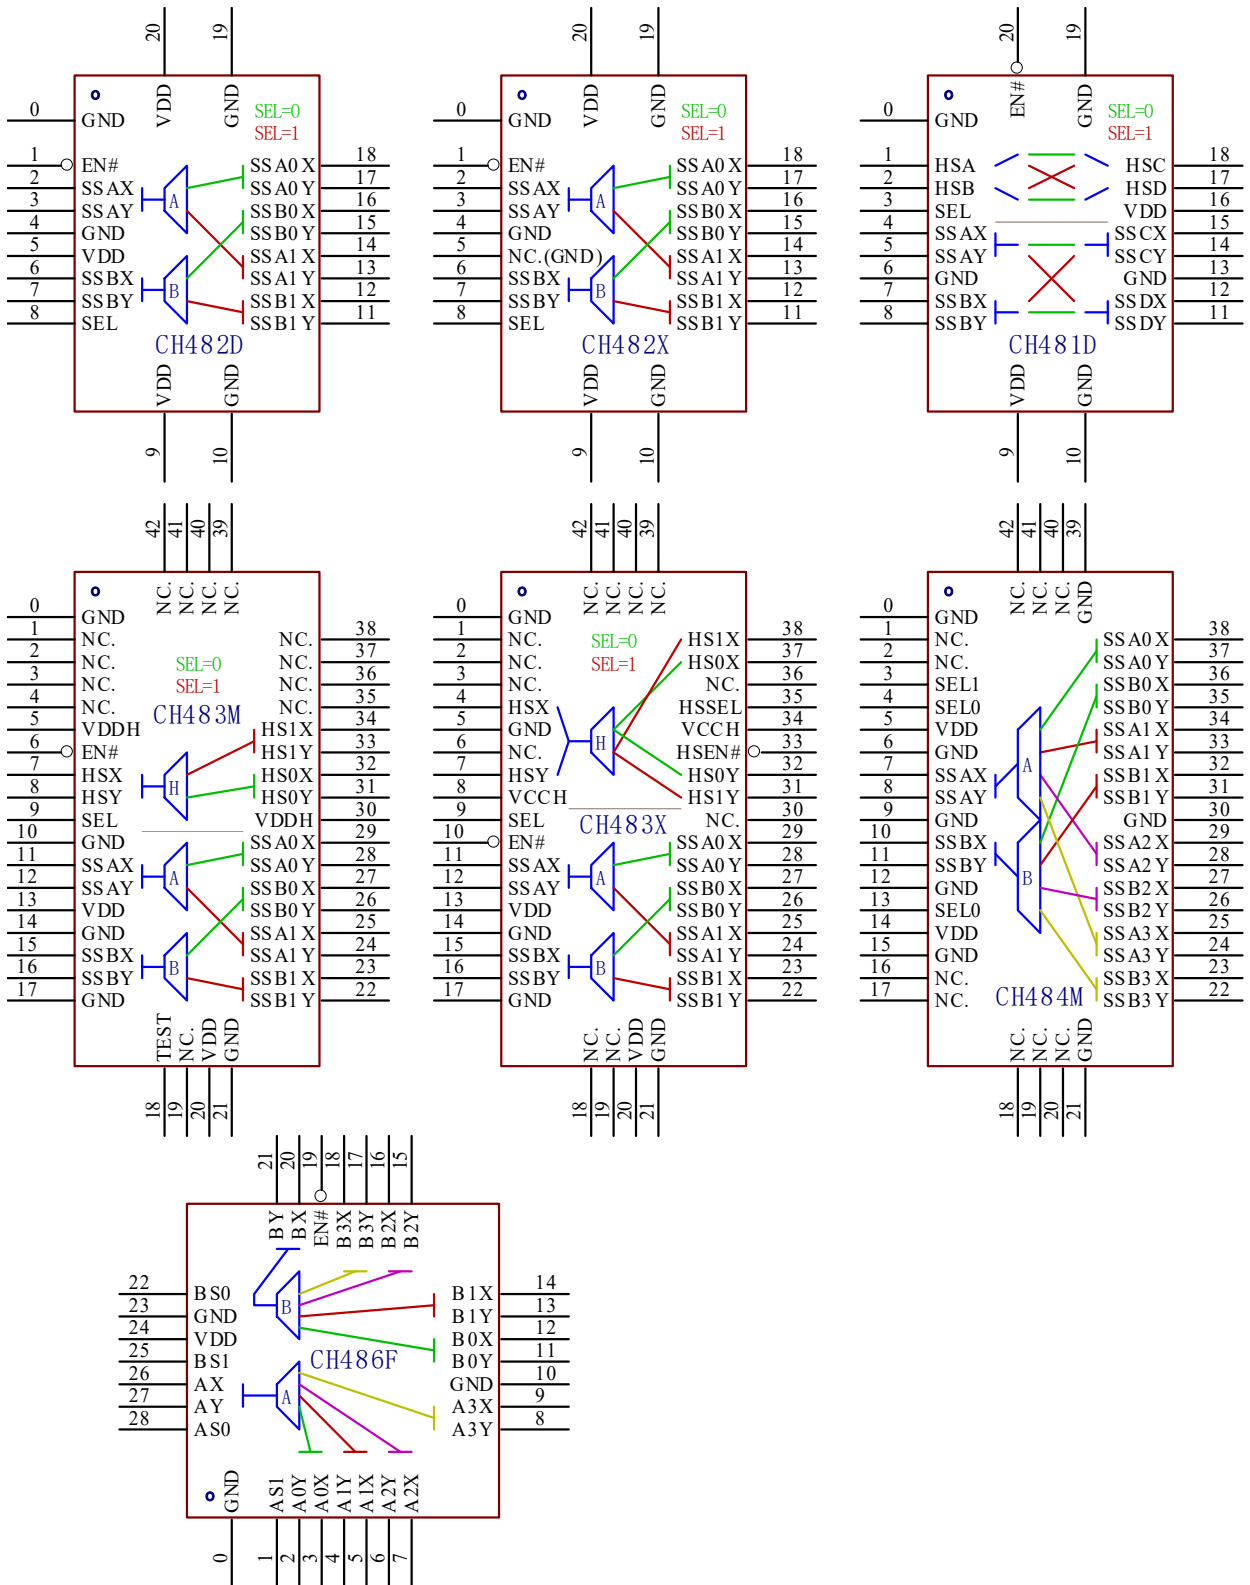 20 19 20 19 20 19
VDD GND SEL=0 VDD GND SEL=0 EN# GND SEL=0
SEL=1 SEL=1 SEL=1
0 GND 0 GND 0 GND
1 EN# SSA0X 18 1 EN# SSA0X 18 1 HSA HSC 18
2 SSAX A SSA0Y 17 2 SSAX A SSA0Y 17 2 HSB HSD 17
3 SSAY SSB0X 16 3 SSAY SSB0X 16 3 SEL VDD 16
4 GND SSB0Y 15 4 GND SSB0Y 15 4 SSAX SSCX 15
5 VDD SSA1X 14 5 NC.(GND) SSA1X 14 5 SSAY SSCY 14
6 SSBX B SSA1Y 13 6 SSBX B SSA1Y 13 6 GND GND 13
7 SSBY SSB1X 12 7 SSBY SSB1X 12 7 SSBX SSDX 12
8 SEL SSB1Y 11 8 SEL SSB1Y 11 8 SSBY SSDY 11
CH482D CH482X CH481D
VDD GND VDD GND VDD GND
9 10 9 10 9 10
42 41 40 39 42 41 40 39 42 41 40 39
NC. NC. NC. NC. NC. NC. NC. NC. NC. NC. NC. GND
0 GND 0 GND 0 GND
1 NC. NC. 38 1 NC. SEL=0 HS1X 38 1 NC. SSA0X 38
2 NC. SEL=0 NC. 37 2 NC. SEL=1 HS0X 37 2 NC. SSA0Y 37
3 NC. SEL=1 NC. 36 3 NC. NC. 36 3 SEL1 SSB0X 36
4 NC. NC. 35 4 HSX HSSEL 35 4 SEL0 SSB0Y 35
CH483M
5 VDDH HS1X 34 5 GND H VCCH 34 5 VDD SSA1X 34
6 EN# HS1Y 33 6 NC. HSEN# 33 6 GND A SSA1Y 33
7 HSX H HS0X 32 7 HSY HS0Y 32 7 SSAX SSB1X 32
8 HSY HS0Y 31 8 VCCH HS1Y 31 8 SSAY SSB1Y 31
9 SEL VDDH 30 9 SEL CH483X NC. 30 9 GND GND 30
10 GND SSA0X 29 10 EN# SSA0X 29 10 SSBX SSA2X 29
11 SSAX A SSA0Y 28 11 SSAX A SSA0Y 28 11 SSBY B SSA2Y 28
12 SSAY SSB0X 27 12 SSAY SSB0X 27 12 GND SSB2X 27
13 VDD SSB0Y 26 13 VDD SSB0Y 26 13 SEL0 SSB2Y 26
14 GND SSA1X 25 14 GND SSA1X 25 14 VDD SSA3X 25
15 SSBX B SSA1Y 24 15 SSBX B SSA1Y 24 15 GND SSA3Y 24
16 SSBY SSB1X 23 16 SSBY SSB1X 23 16 NC. SSB3X 23
17 GND SSB1Y 22 17 GND SSB1Y 22 17 NC. CH484M SSB3Y 22
TEST NC. VDD GND NC. NC. VDD GND NC. NC. NC. GND
18 19 20 21 18 19 20 21 18 19 20 21
21 20 19 18 17 16 15
BY BX EN# B3X B3Y B2X B2Y
22 BS0 B B1X 14
23 GND B1Y 13
24 VDD B0X 12
25 BS1 CH486F B0Y 11
26 AX A GND 10
27 AY A3X 9
28 AS0 A3Y 8
GND AS1 A0Y A0X A1Y A1X A2Y A2X
0 1 2 3 4 5 6 7